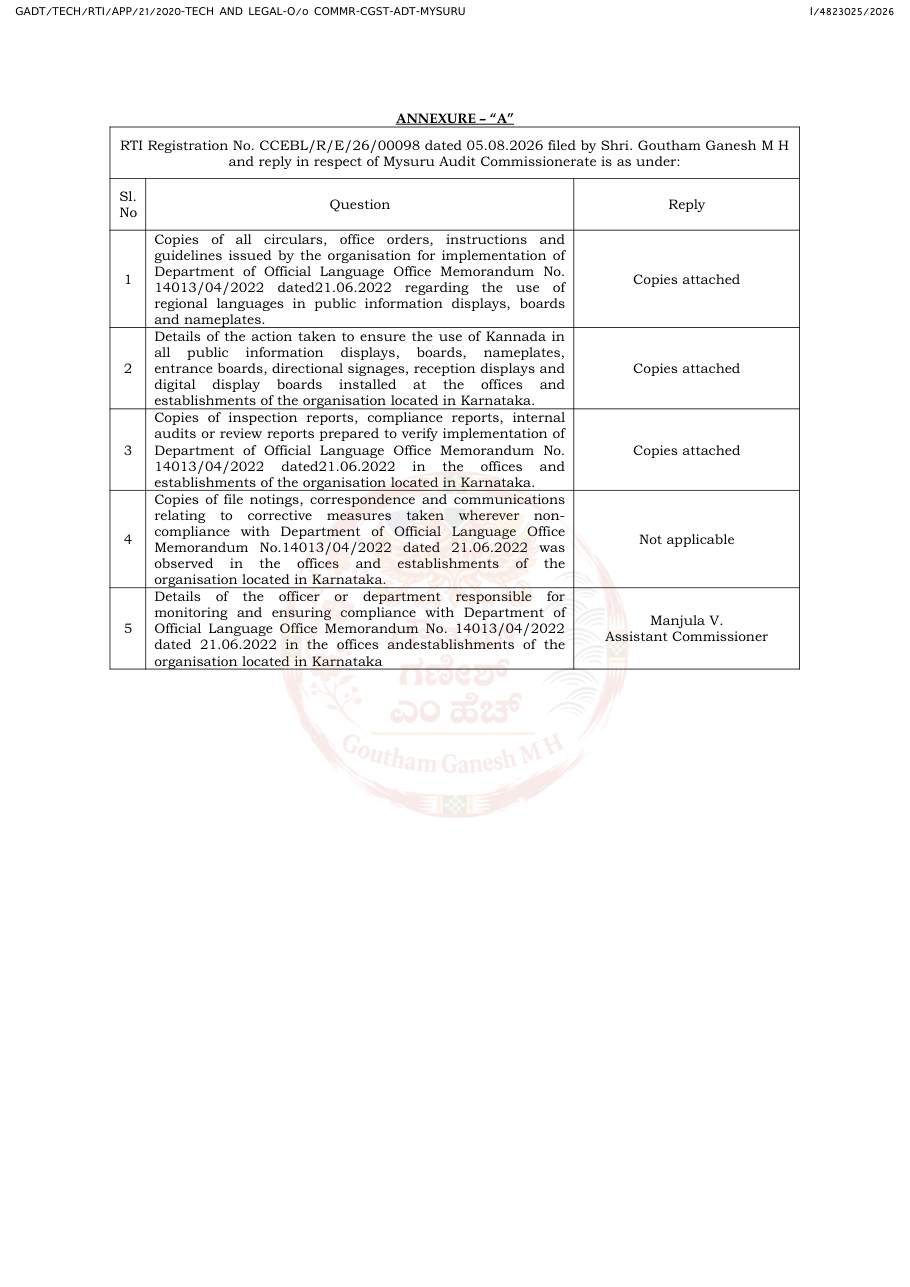 GADT/TECH/RTI/APP/21/2020-TECH AND LEGAL-O/o COMMR-CGST-ADT-MYSURU
I/4823025/2026
ANNEXURE – “A”
RTI Registration No. CCEBL/R/E/26/00098 dated 05.08.2026 filed by Shri. Goutham Ganesh M H
and reply in respect of Mysuru Audit Commissionerate is as under:
Sl.
No
Question
Reply
1
Copies of all circulars, office orders, instructions and
guidelines issued by the organisation for implementation of
Department of Official Language Office Memorandum No.
14013/04/2022 dated21.06.2022 regarding the use of
regional languages in public information displays, boards
and nameplates.
Copies attached
2
Details of the action taken to ensure the use of Kannada in
all public information displays, boards, nameplates,
entrance boards, directional signages, reception displays and
digital display boards installed at the offices and
establishments of the organisation located in Karnataka.
Copies attached
3
Copies of inspection reports, compliance reports, internal
audits or review reports prepared to verify implementation of
Department of Official Language Office Memorandum No.
14013/04/2022 dated21.06.2022 in the offices and
establishments of the organisation located in Karnataka.
Copies attached
4
Copies of file notings, correspondence and communications
relating to corrective measures taken wherever non-
compliance with Department of Official Language Office
Memorandum No.14013/04/2022 dated 21.06.2022 was
observed in the offices and establishments of the
organisation located in Karnataka.
Not applicable
5
Details of the officer or department responsible for
monitoring and ensuring compliance with Department of
Official Language Office Memorandum No. 14013/04/2022
dated 21.06.2022 in the offices andestablishments of the
organisation located in Karnataka
Manjula V.
Assistant Commissioner
ಗಣೇಶ್
ಎಂ ಹೆಚ್
Goutham Ganesh M H